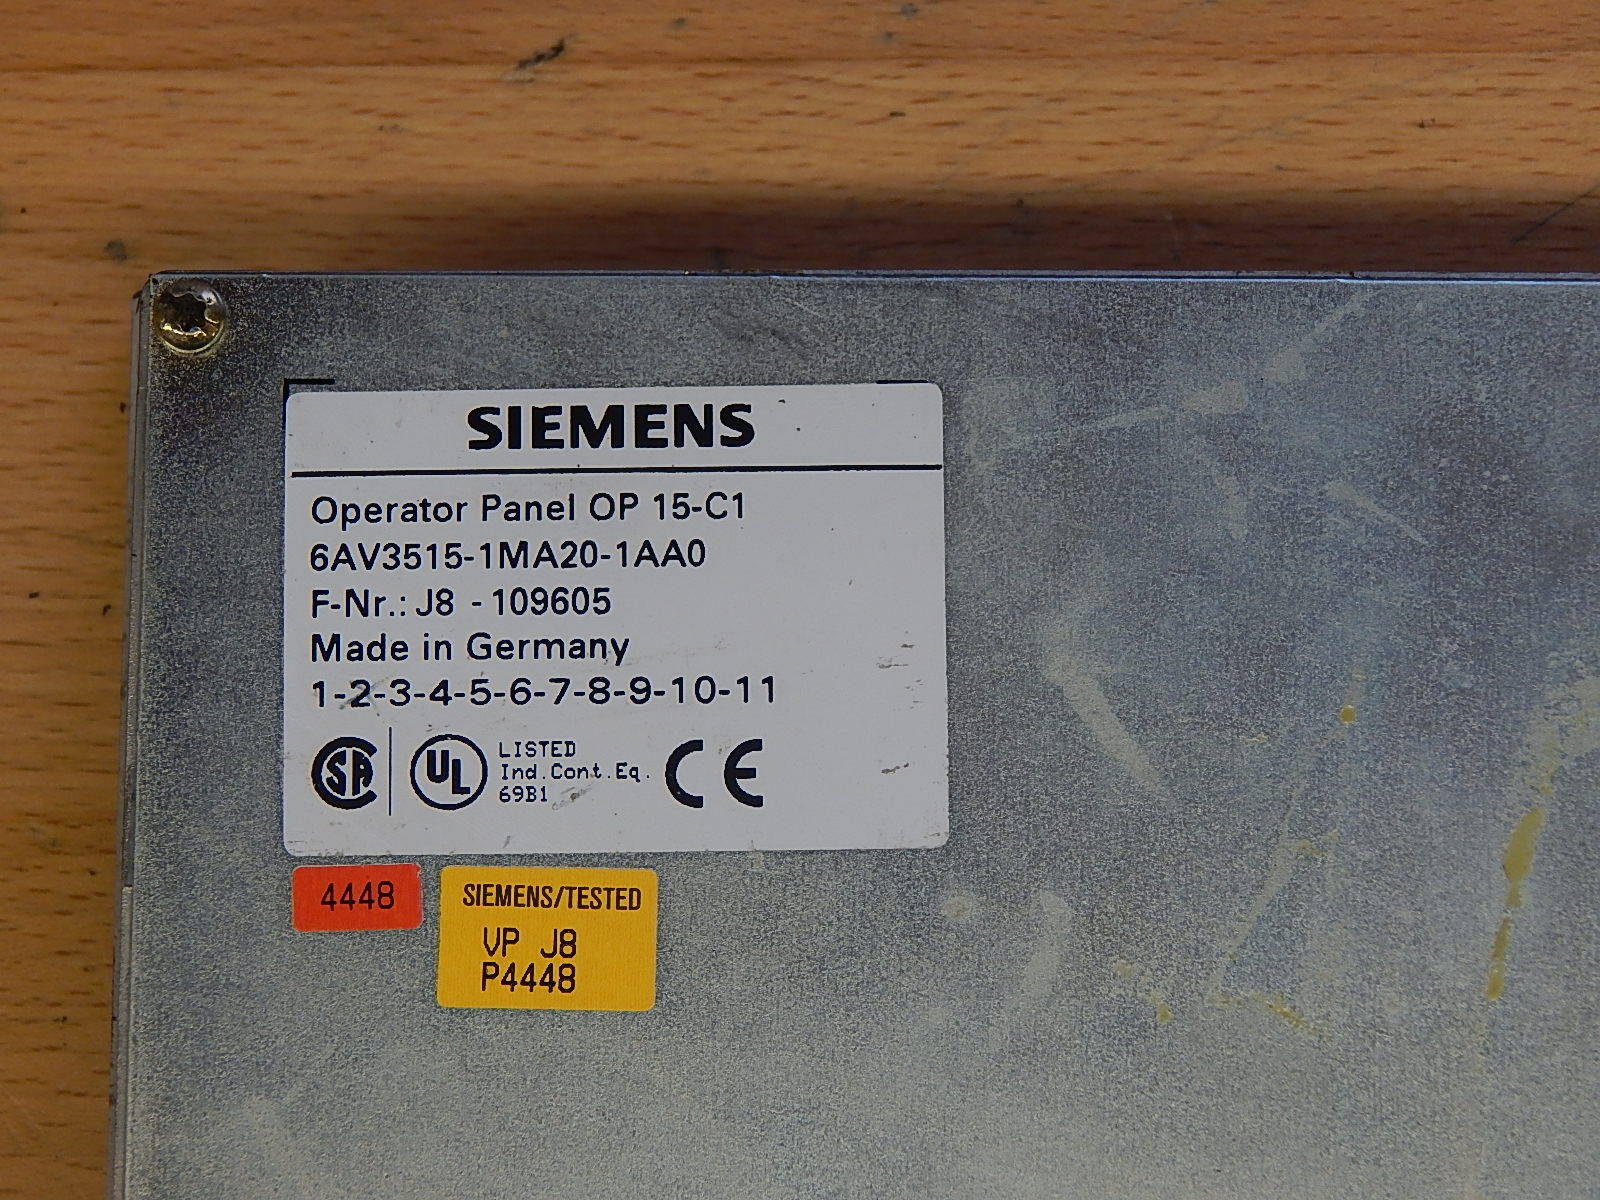 SIEMENS
Operator Panel OP 15-C1
6AV3515-1MA20-1AA0
F-Nr.: J8 - 109605
Made in Germany
1-2-3-4-5-6-7-8-9-10-11
SA
UL
LISTED
Ind.Cont.Eq.
69B1
CE
4448
SIEMENS/TESTED
VP J8
P4448